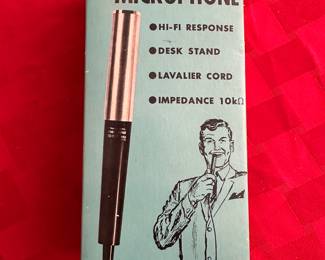 MICROPHONE
●HI-FI RESPONSE
●DESK STAND
●LAVALIER CORD
●IMPEDANCE 10kΩ